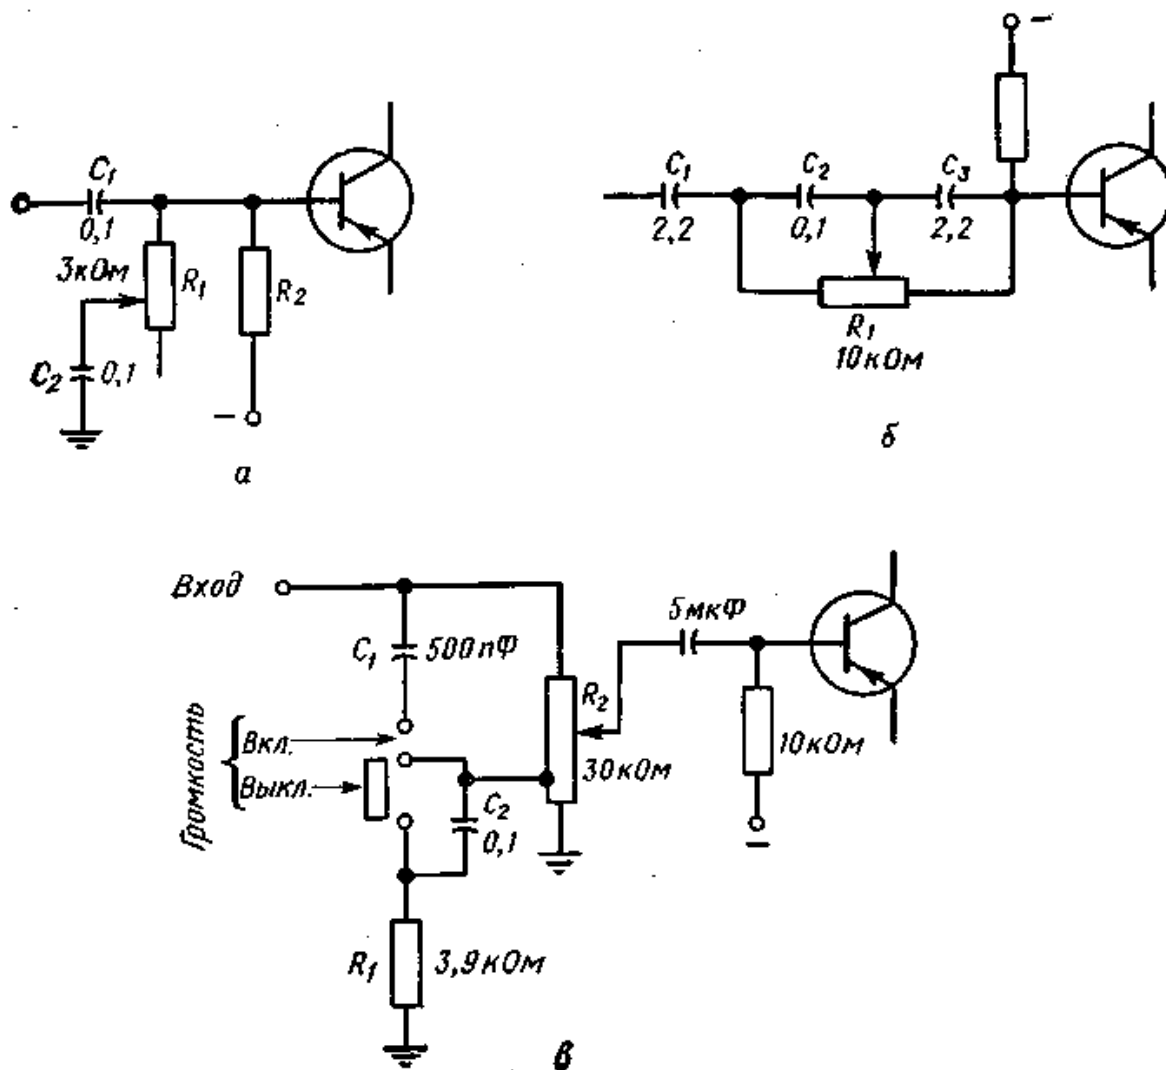 C1
0,1
3кОм
R1
R2
C2 0,1
−
а
−
C1
C2
C3
2,2
0,1
2,2
R1
10кОм
б
Вход
C1
500пФ
5мкФ
R2
30кОм
10кОм
−
Громкость
Вкл.
Выкл.
C2
0,1
R1
3,9кОм
в